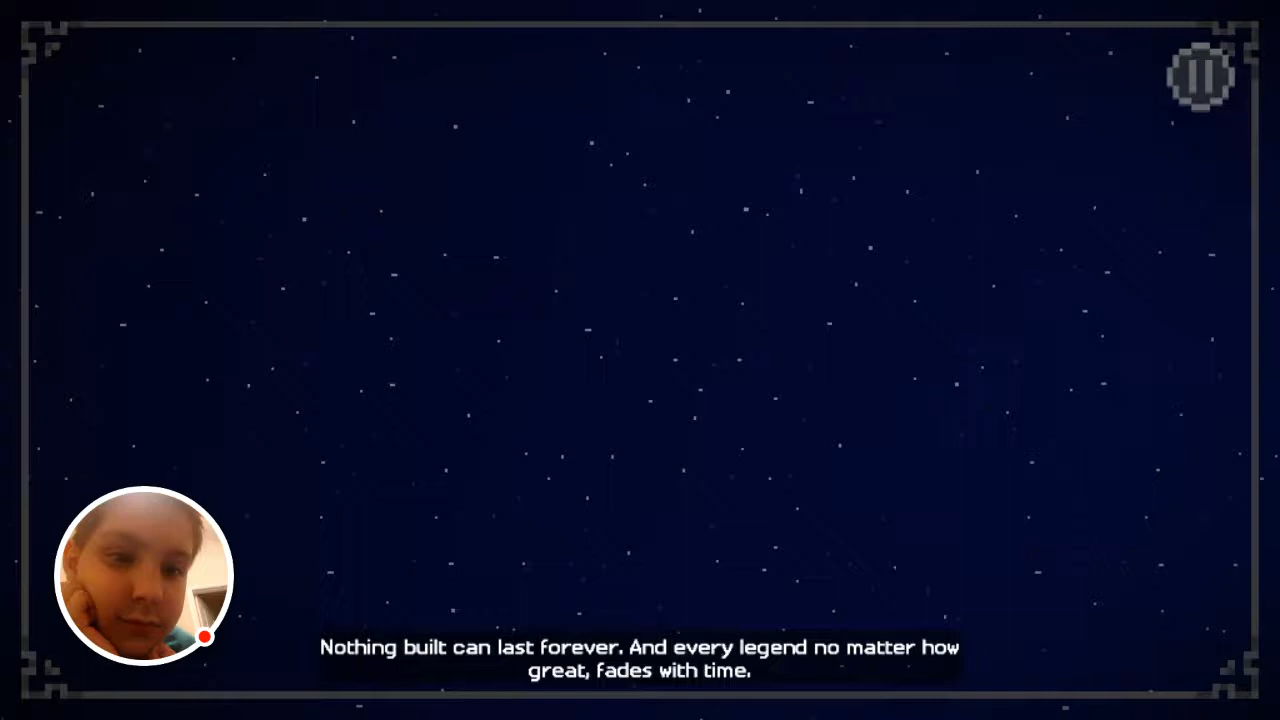 Nothing built can last forever. And every legend no matter how
great, fades with time.